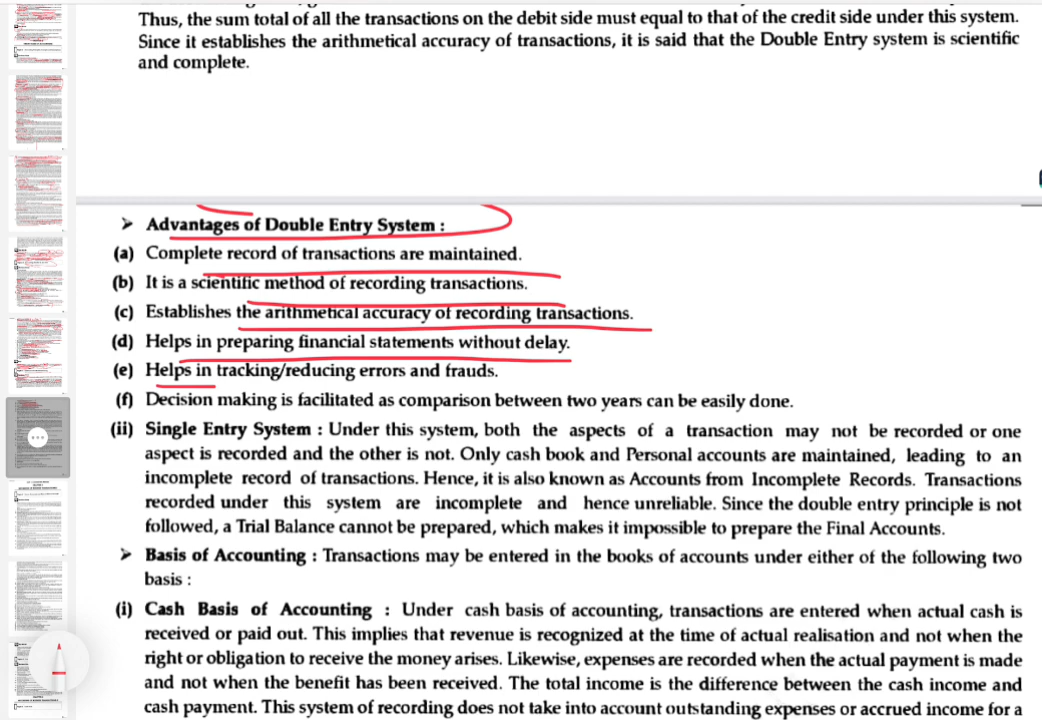 Thus, the sum total of all the transactions on the debit side must equal to that of the credit side under this system.
Since it establishes the arithmetical accuracy of transactions, it is said that the Double Entry system is scientific
and complete.
➤ Advantages of Double Entry System :
(a) Complete record of transactions are maintained.
(b) It is a scientific method of recording transactions.
(c) Establishes the arithmetical accuracy of recording transactions.
(d) Helps in preparing financial statements without delay.
(e) Helps in tracking/reducing errors and frauds.
(f) Decision making is facilitated as comparison between two years can be easily done.
(ii) Single Entry System : Under this system, both the aspects of a transaction may not be recorded or one
aspect is recorded and the other is not. Only cash book and Personal accounts are maintained, leading to an
incomplete record of transactions. Hence, it is also known as Accounts from Incomplete Records. Transactions
recorded under this system are incomplete and hence unreliable. Since the double entry principle is not
followed, a Trial Balance cannot be prepared, which makes it impossible to prepare the Final Accounts.
➤ Basis of Accounting : Transactions may be entered in the books of accounts under either of the following two
basis :
(i) Cash Basis of Accounting : Under cash basis of accounting, transactions are entered when actual cash is
received or paid out. This implies that revenue is recognized at the time of actual realisation and not when the
right or obligation to receive the money arises. Likewise, expenses are recorded when the actual payment is made
and not when the benefit has been received. The total income is the difference between the cash income and
cash payment. This system of recording does not take into account outstanding expenses or accrued income for a